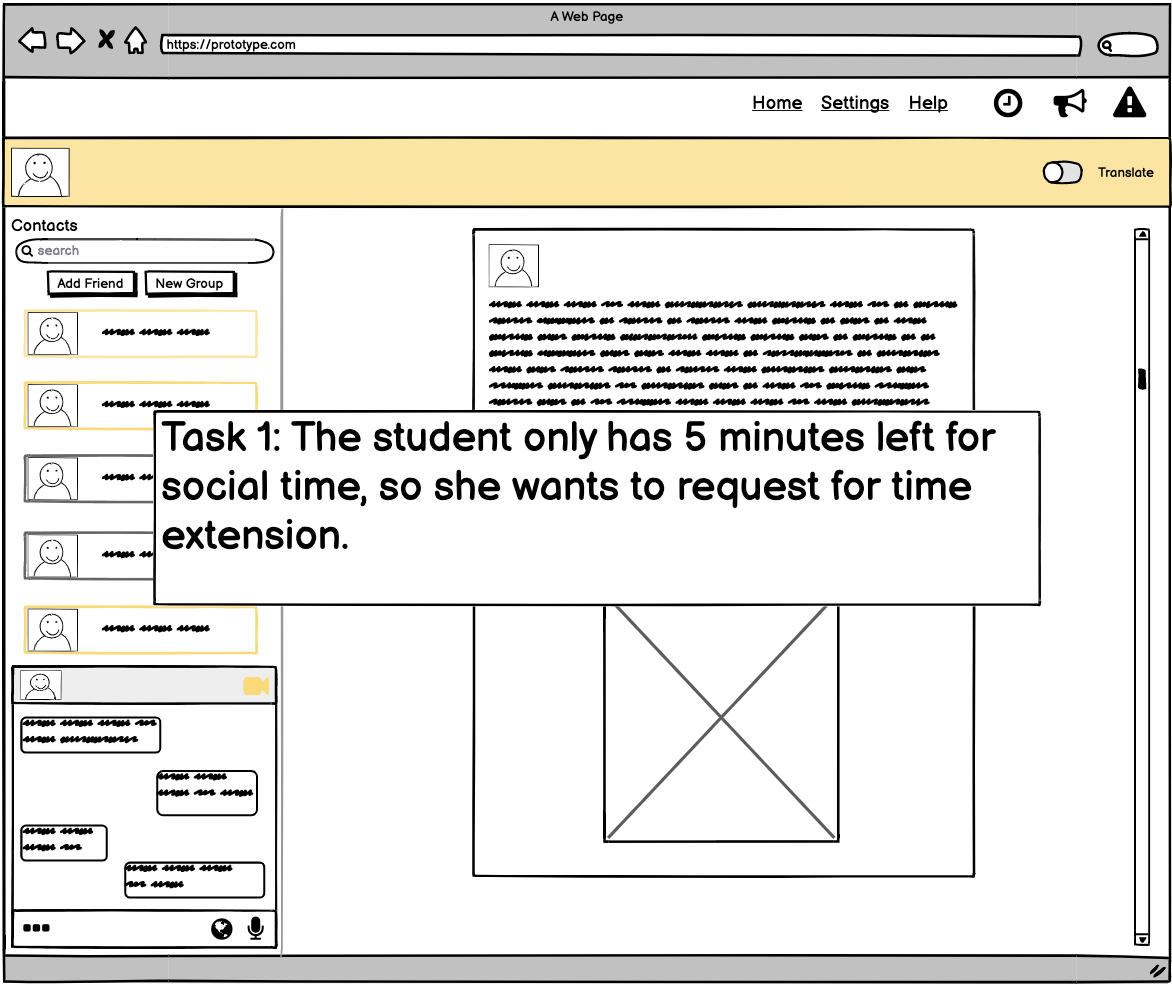 A Web Page
https://prototype.com
Home Settings Help
Translate
Contacts
search
Add Friend New Group
Task 1: The student only has 5 minutes left for
social time, so she wants to request for time
extension.